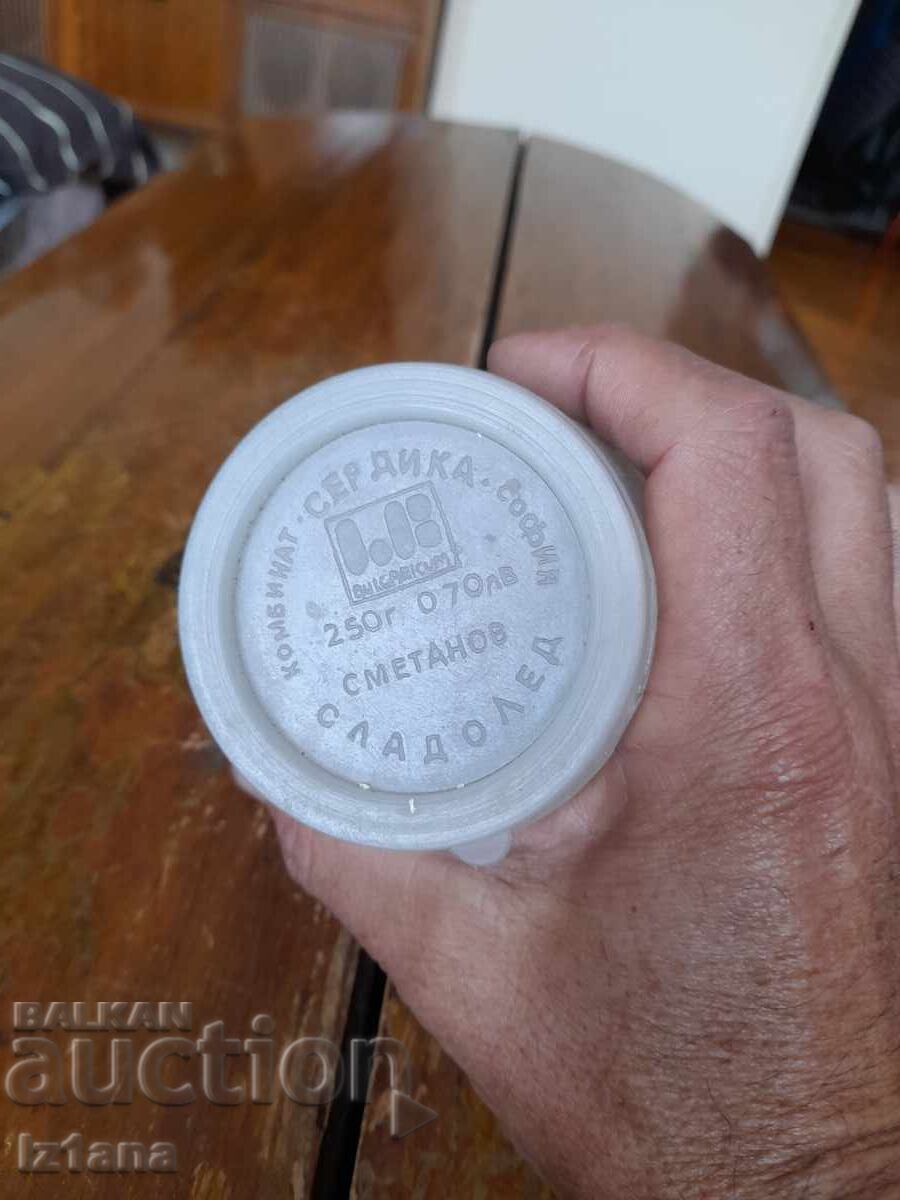 КОМБИНАТ · СЕРДИКА · СОФИЯ
BULGARICUM
250г 0 70лв
СМЕТАНОВ
СЛАДОЛЕД
BALKAN
auction
Iz1ana